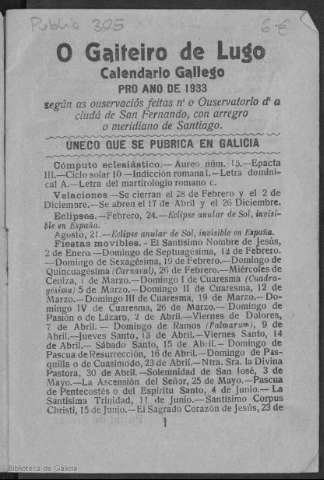 Publio 305
6-€
O Gaiteiro de Lugo
Calendario Gallego
PRO ANO DE 1933
según as ouservaciós feitas n' o Ouservatorio d' a
ciudá de San Fernando, con arregro
o meridiano de Santiago.
ÚNECO QUE SE PUBRICA EN GALICIA
Cómputo eclesiástico.—Aureo núm. 15.—Epacta
III.—Ciclo solar 10—Indicción romana I.—Letra domini-
cal A.—Letra del martirologio romano c.
Velaciones—Se cierran el 28 de Febrero y el 2 de
Diciembre.—Se abren el 17 de Abril y el 26 Diciembre.
Eclipses.—Febrero, 24.—Eclipse anular de Sol, invisi-
ble en España.
Agosto, 21.—Eclipse anular de Sol, invisible en España.
Fiestas movibles.—El Santísimo Nombre de Jesús,
2 de Enero—Domingo de Septuagésima, 12 de Febrero.
—Domingo de Sexagésima, 19 de Febrero.—Domingo de
Quincuagésima (Carnaval), 26 de Febrero.—Miércoles de
Ceniza, 1 de Marzo.—Domingo I de Cuaresma (Cuadra-
gésima) 5 de Marzo.—Domingo II de Cuaresma, 12 de
Marzo.—Domingo III de Cuaresma, 19 de Marzo.—Do-
mingo IV de Cuaresma, 26 de Marzo.—Domingo de
Pasión o de Lázaro, 2 de Abril.—Viernes de Dolores,
7 de Abril.—Domingo de Ramos (Palmarum), 9 de
Abril.—Jueves Santo, 13 de Abril.—Viernes Santo, 14
de Abril.—Sábado Santo, 15 de Abril.—Domingo de
Pascua de Resurrección, 16 de Abril.—Domingo de Pas-
quilla o de Cuasimodo, 23 de Abril.—Ntra. Sra. la Divina
Pastora, 30 de Abril.—Solemnidad de San José, 3 de
Mayo.—La Ascensión del Señor, 25 de Mayo.—Pascua
de Pentecostés o del Espíritu Santo, 4 de Junio.—La
Santísima Trinidad, 11 de Junio.—Santísimo Corpus
Christi, 15 de Junio.—El Sagrado Corazón de Jesús, 23 de
1
Biblioteca de Galicia